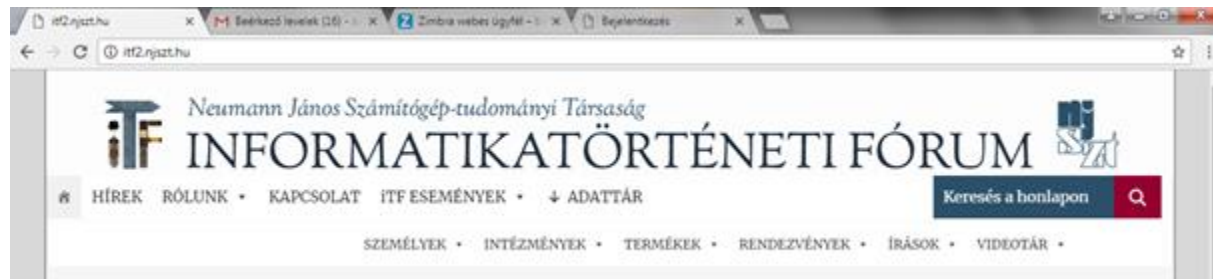 itf2.njszt.hu Beérkező levelek (16) - Zimbra webes ügyfél - Bejelentkezés
itf2.njszt.hu
iTF Neumann János Számítógép-tudományi Társaság
INFORMATIKATÖRTÉNETI FÓRUM njszt
HÍREK RÓLUNK KAPCSOLAT iTF ESEMÉNYEK ↓ ADATTÁR Keresés a honlapon
SZEMÉLYEK INTÉZMÉNYEK TERMÉKEK RENDEZVÉNYEK ÍRÁSOK VIDEOTÁR